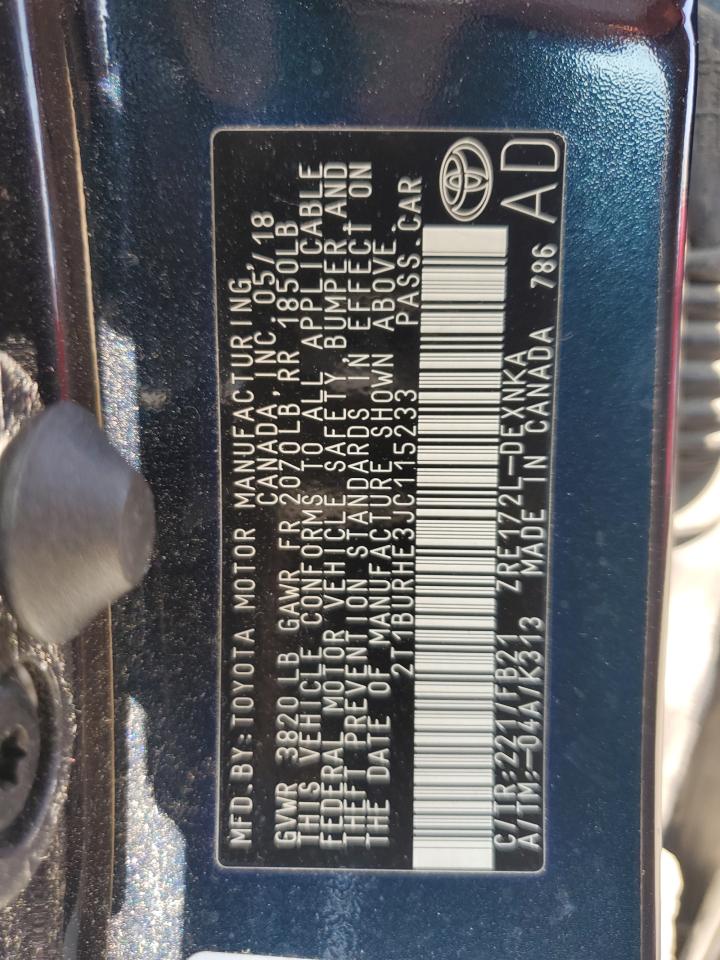 MFD.BY:TOYOTA MOTOR MANUFACTURING,
CANADA, INC. 05/18
GVWR 3820LB GAWR FR 2070LB, RR 1850LB
THIS VEHICLE CONFORMS TO ALL APPLICABLE
FEDERAL MOTOR VEHICLE SAFETY, BUMPER AND
THEFT PREVENTION STANDARDS IN EFFECT ON
THE DATE OF MANUFACTURE SHOWN ABOVE.
2T1BURHE3JC115233 PASS.CAR
C/TR:221/FB21 ZRE172L-DEXNKA
A/TM:-04A/K313 MADE IN CANADA 786 AD